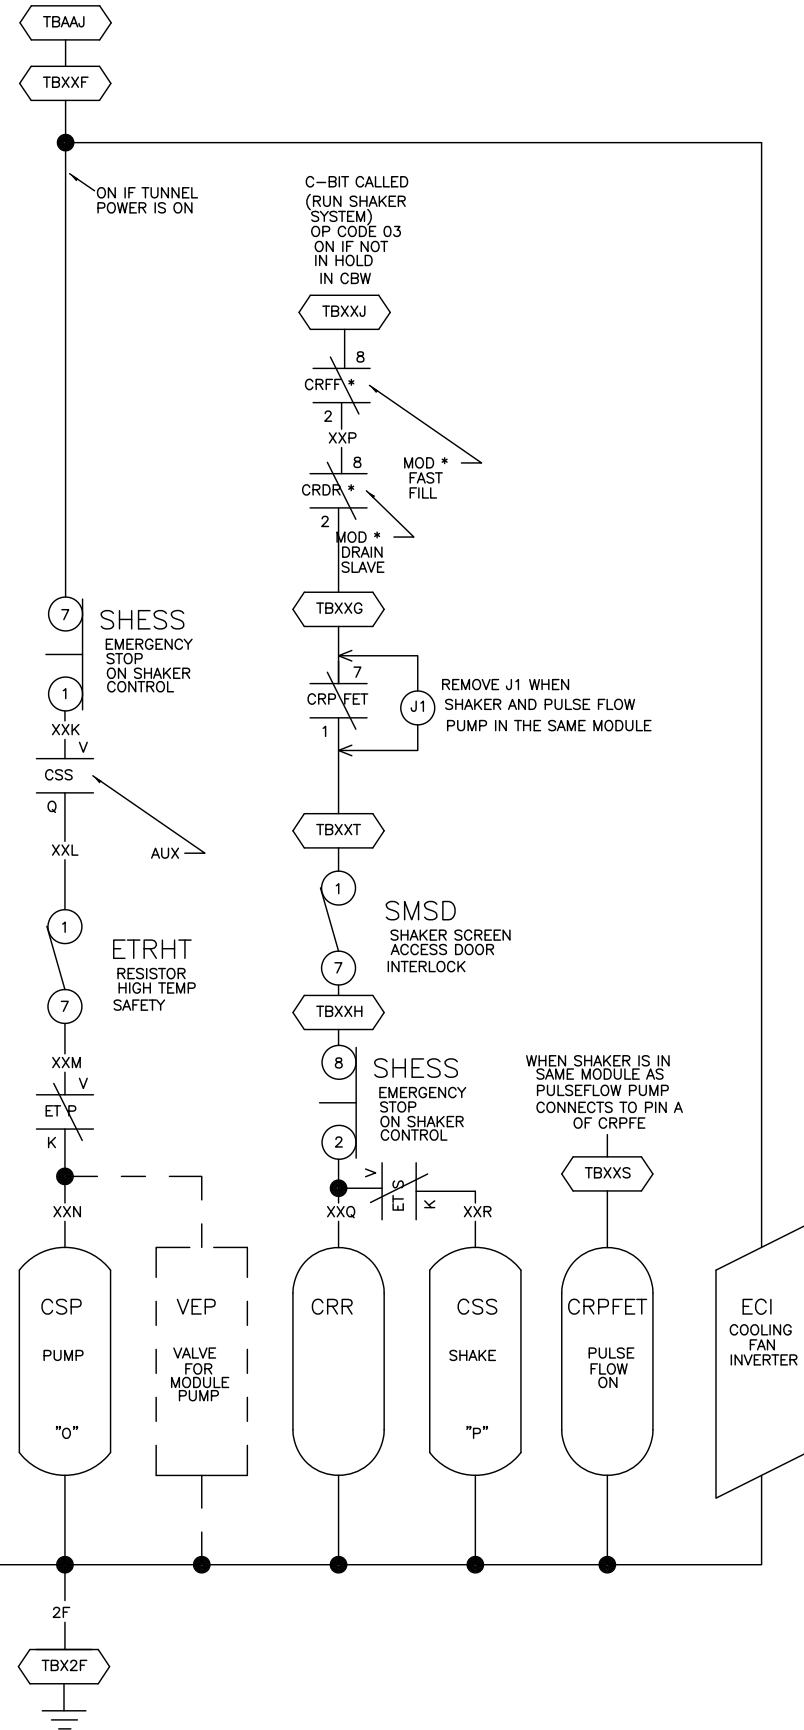 TBAAJ
TBXXF
ON IF TUNNEL
POWER IS ON
C-BIT CALLED
(RUN SHAKER
SYSTEM)
OP CODE 03
ON IF NOT
IN HOLD
IN CBW
TBXXJ
8
CRFF *
2
XXP
MOD *
FAST
FILL
8
CRDR *
2
MOD *
DRAIN
SLAVE
TBXXG
7
CRP FET
1
J1
REMOVE J1 WHEN
SHAKER AND PULSE FLOW
PUMP IN THE SAME MODULE
7
SHESS
EMERGENCY
STOP
ON SHAKER
CONTROL
1
XXK
V
CSS
Q
XXL
AUX
TBXXT
1
SMSD
SHAKER SCREEN
ACCESS DOOR
INTERLOCK
7
TBXXH
1
ETRHT
RESISTOR
HIGH TEMP
SAFETY
7
XXM
V
ET P
K
XXN
8
SHESS
EMERGENCY
STOP
ON SHAKER
CONTROL
2
V
ET S
K
XXQ
XXR
WHEN SHAKER IS IN
SAME MODULE AS
PULSEFLOW PUMP
CONNECTS TO PIN A
OF CRPFE
TBXXS
CSP
PUMP
"O"
VEP
VALVE
FOR
MODULE
PUMP
CRR
CSS
SHAKE
"P"
CRPFET
PULSE
FLOW
ON
ECI
COOLING
FAN
INVERTER
2F
TBX2F